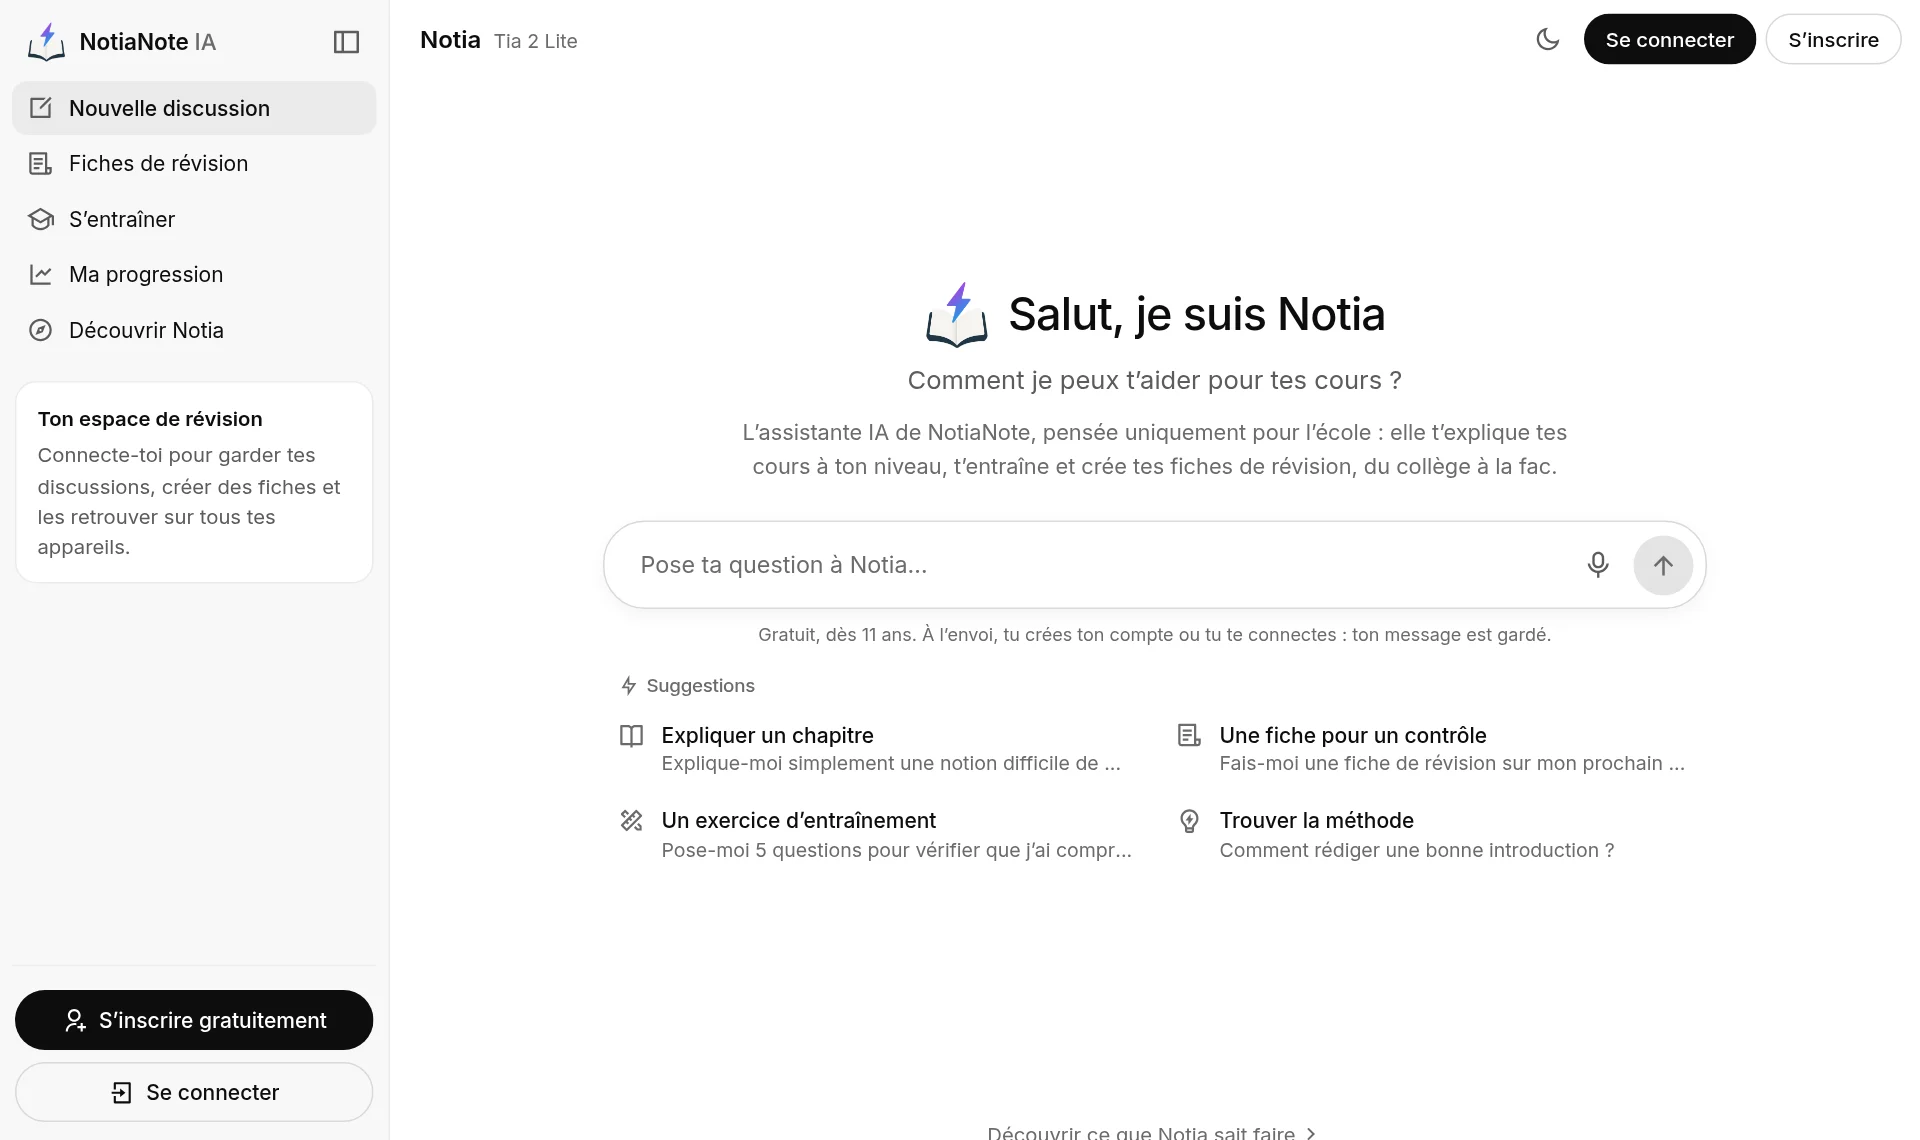 NotiaNote IA
Nouvelle discussion
Fiches de révision
S’entraîner
Ma progression
Découvrir Notia
Ton espace de révision
Connecte-toi pour garder tes
discussions, créer des fiches et
les retrouver sur tous tes
appareils.
S’inscrire gratuitement
Se connecter
Notia Tia 2 Lite
Se connecter
S’inscrire
Salut, je suis Notia
Comment je peux t’aider pour tes cours ?
L’assistante IA de NotiaNote, pensée uniquement pour l’école : elle t’explique tes
cours à ton niveau, t’entraîne et crée tes fiches de révision, du collège à la fac.
Pose ta question à Notia...
Gratuit, dès 11 ans. À l’envoi, tu crées ton compte ou tu te connectes : ton message est gardé.
Suggestions
Expliquer un chapitre
Explique-moi simplement une notion difficile de ...
Une fiche pour un contrôle
Fais-moi une fiche de révision sur mon prochain ...
Un exercice d’entraînement
Pose-moi 5 questions pour vérifier que j’ai compr...
Trouver la méthode
Comment rédiger une bonne introduction ?
Découvrir ce que Notia sait faire